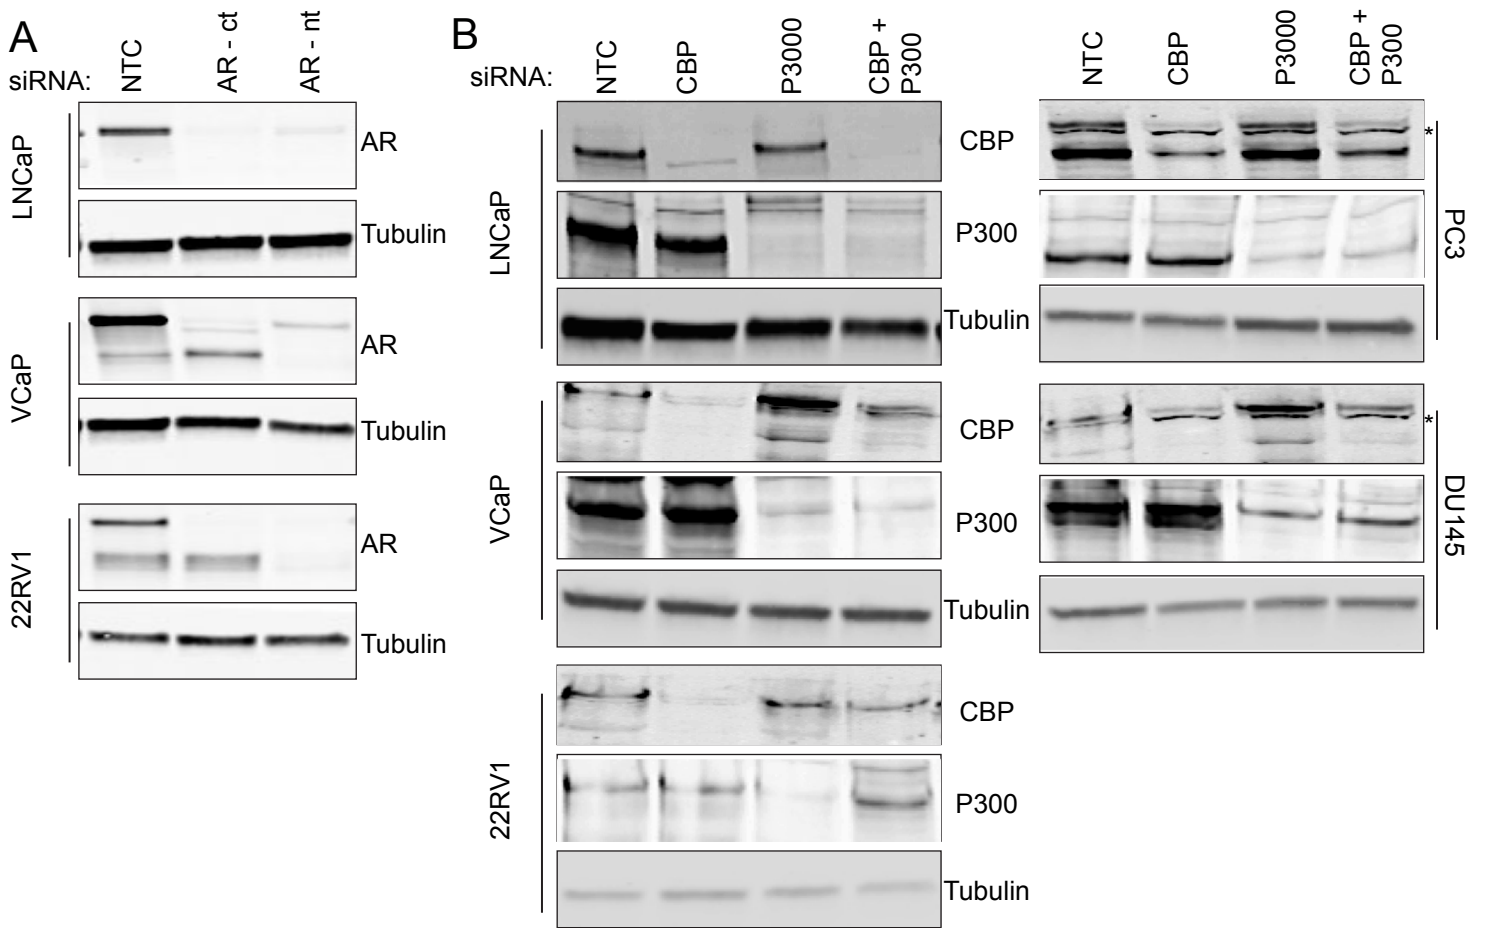 A
siRNA:
NTC
AR - ct
AR - nt
LNCaP
AR
Tubulin
VCaP
AR
Tubulin
22RV1
AR
Tubulin
B
siRNA:
NTC
CBP
P3000
CBP +
P300
NTC
CBP
P3000
CBP +
P300
LNCaP
CBP
P300
Tubulin
*
PC3
VCaP
CBP
P300
Tubulin
*
DU145
22RV1
CBP
P300
Tubulin